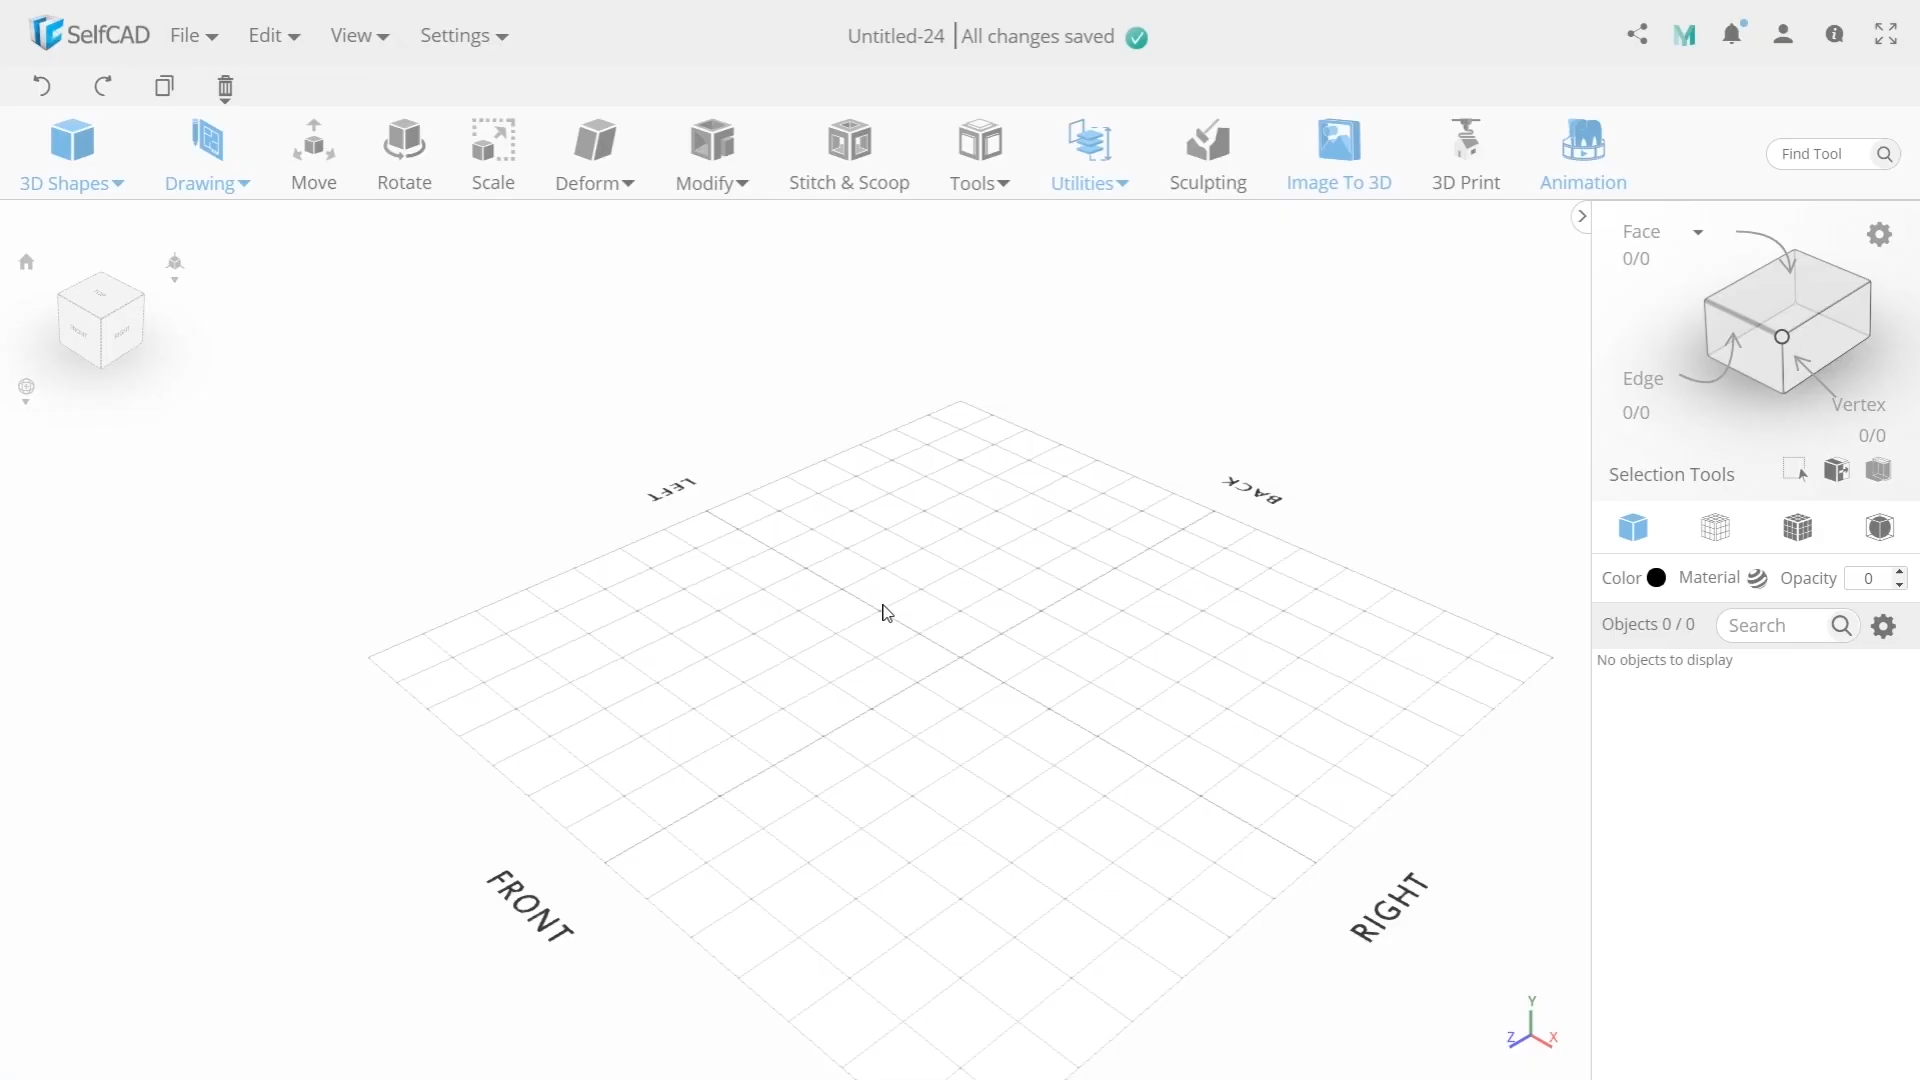 SelfCAD File Edit View Settings Untitled-24 All changes saved
3D Shapes Drawing Move Rotate Scale Deform Modify Stitch & Scoop Tools Utilities Sculpting Image To 3D 3D Print Animation Find Tool
Face
0/0
TOP
FRONT RIGHT
Edge
0/0
Vertex
0/0
Selection Tools
LEFT
BACK
Color Material Opacity 0
Objects 0 / 0 Search
No objects to display
FRONT
RIGHT
Y
Z X